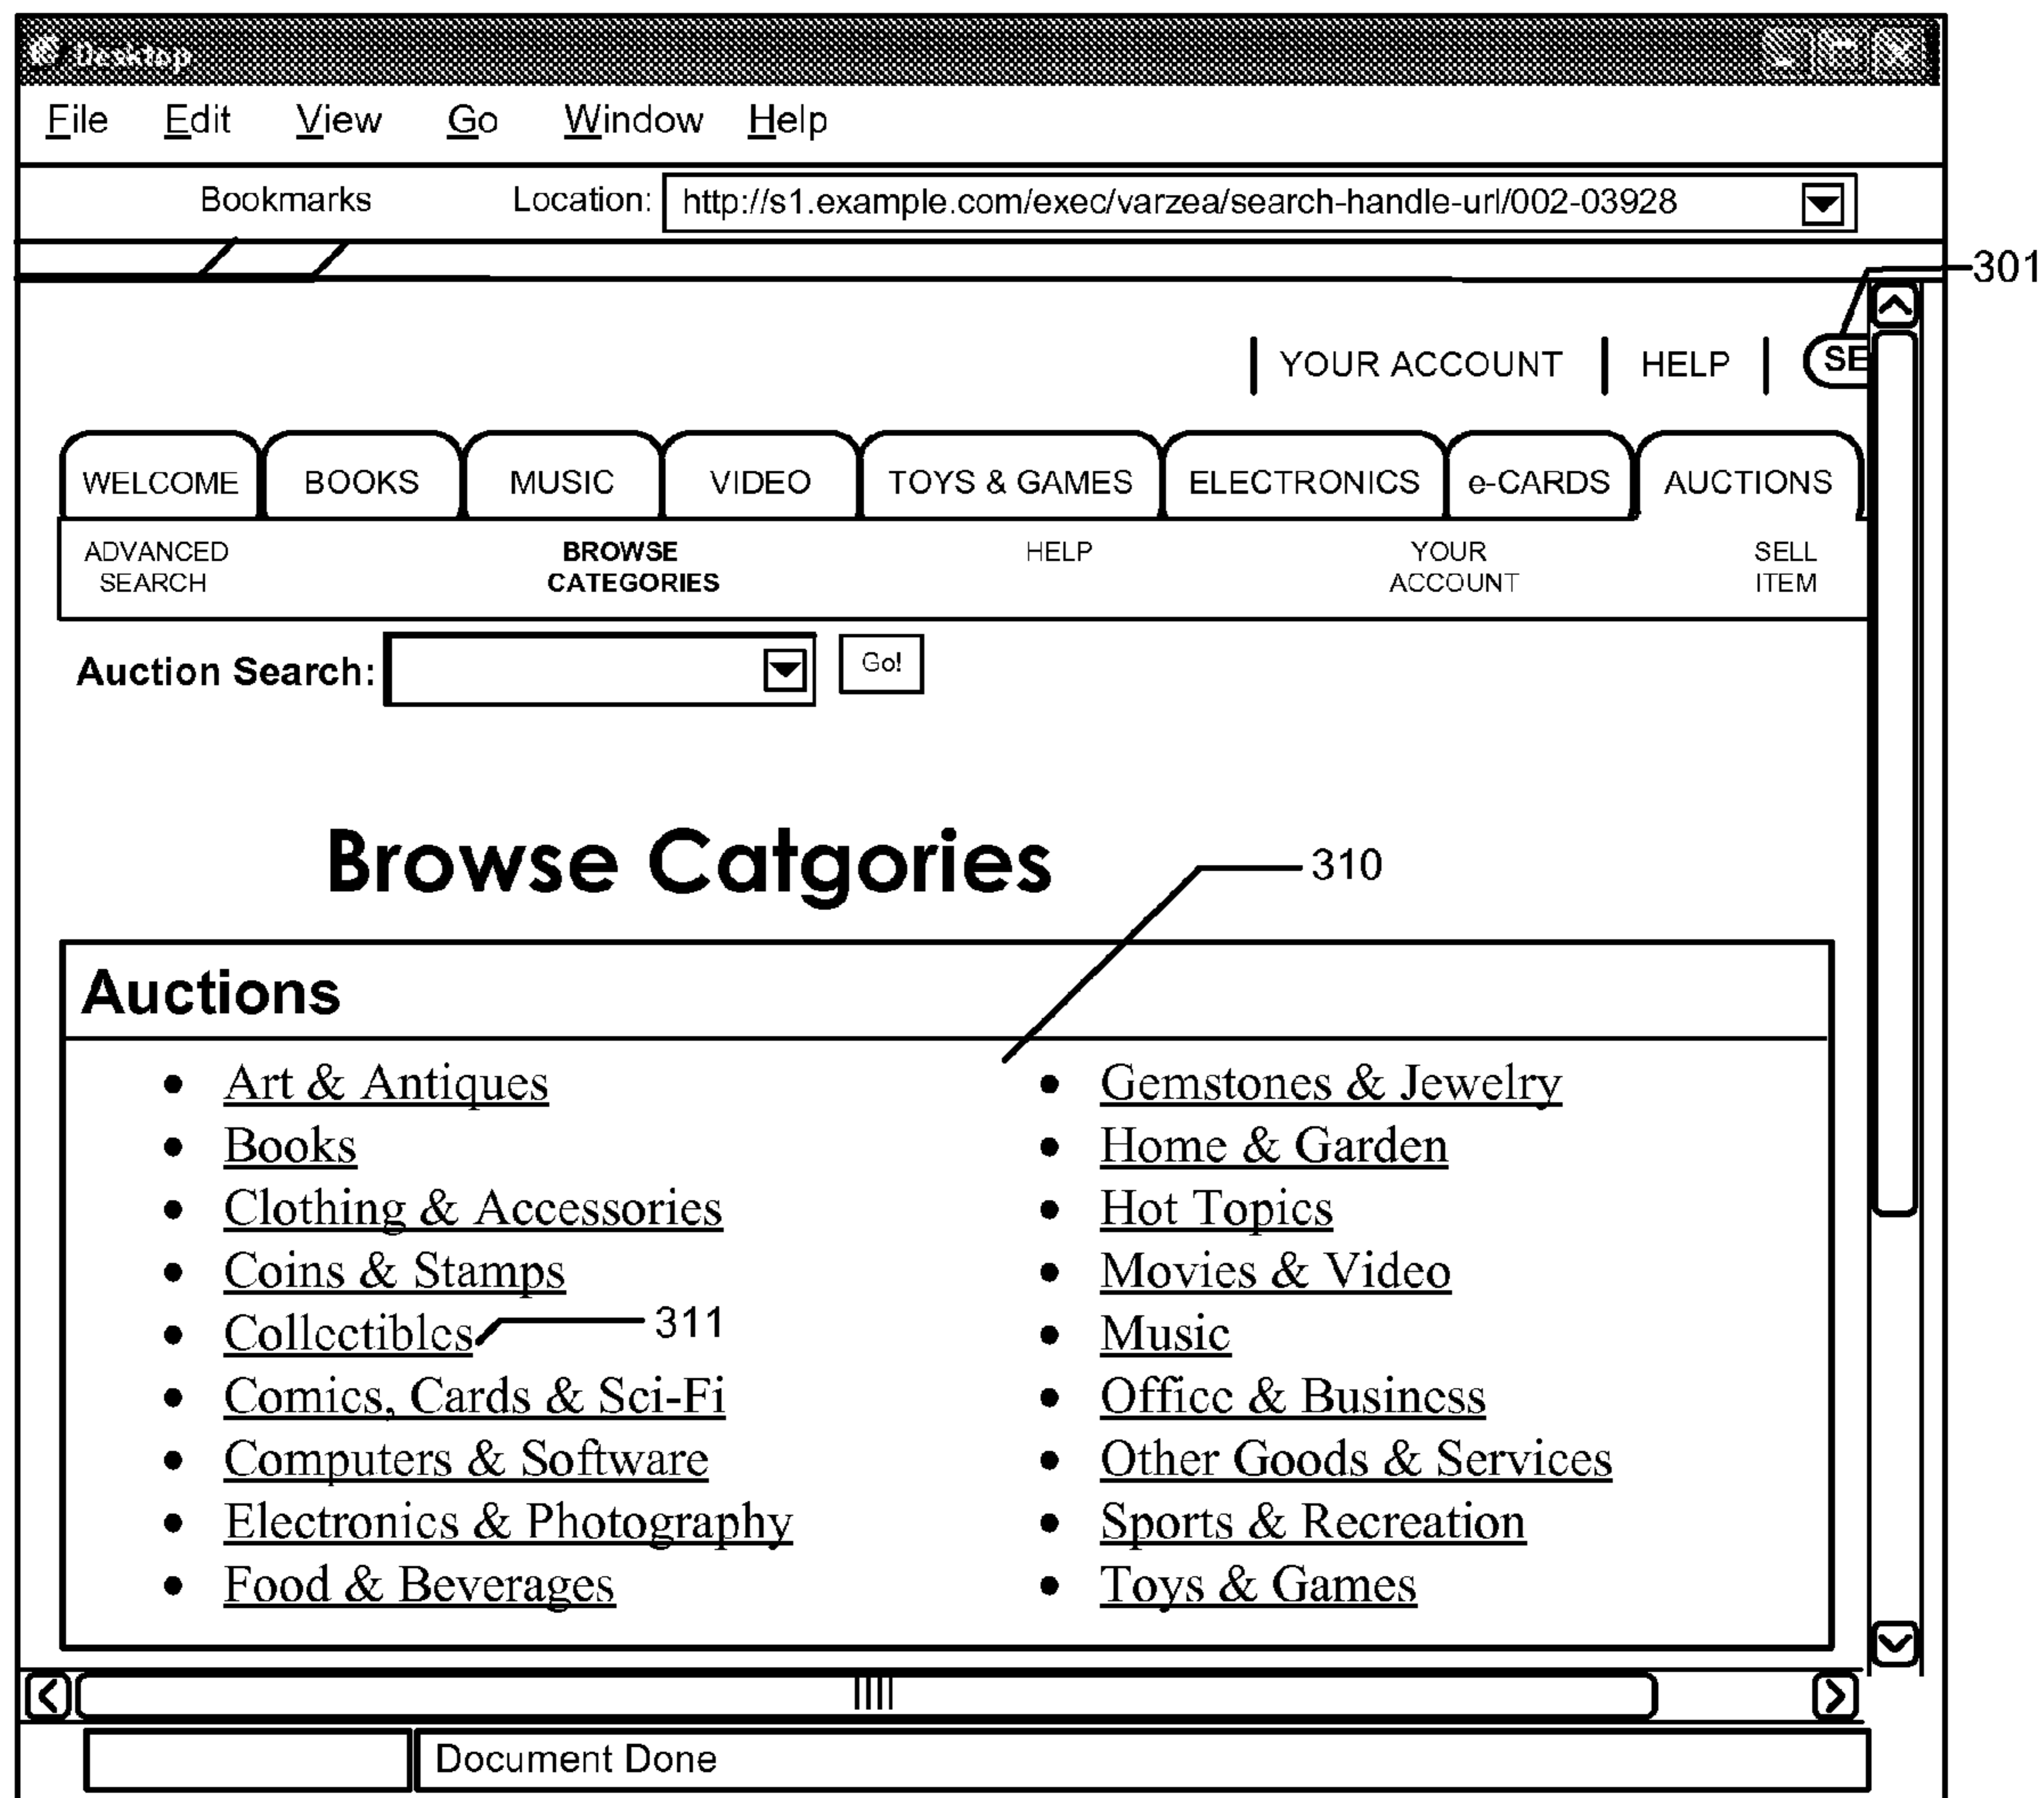 Desktop
File Edit View Go Window Help
Bookmarks Location: http://s1.example.com/exec/varzea/search-handle-url/002-03928
301
YOUR ACCOUNT HELP SE
WELCOME BOOKS MUSIC VIDEO TOYS & GAMES ELECTRONICS e-CARDS AUCTIONS
ADVANCED SEARCH BROWSE CATEGORIES HELP YOUR ACCOUNT SELL ITEM
Auction Search: Go!
Browse Catgories
310
Auctions
• Art & Antiques
• Books
• Clothing & Accessories
• Coins & Stamps
• Collectibles 311
• Comics, Cards & Sci-Fi
• Computers & Software
• Electronics & Photography
• Food & Beverages
• Gemstones & Jewelry
• Home & Garden
• Hot Topics
• Movies & Video
• Music
• Office & Business
• Other Goods & Services
• Sports & Recreation
• Toys & Games
Document Done